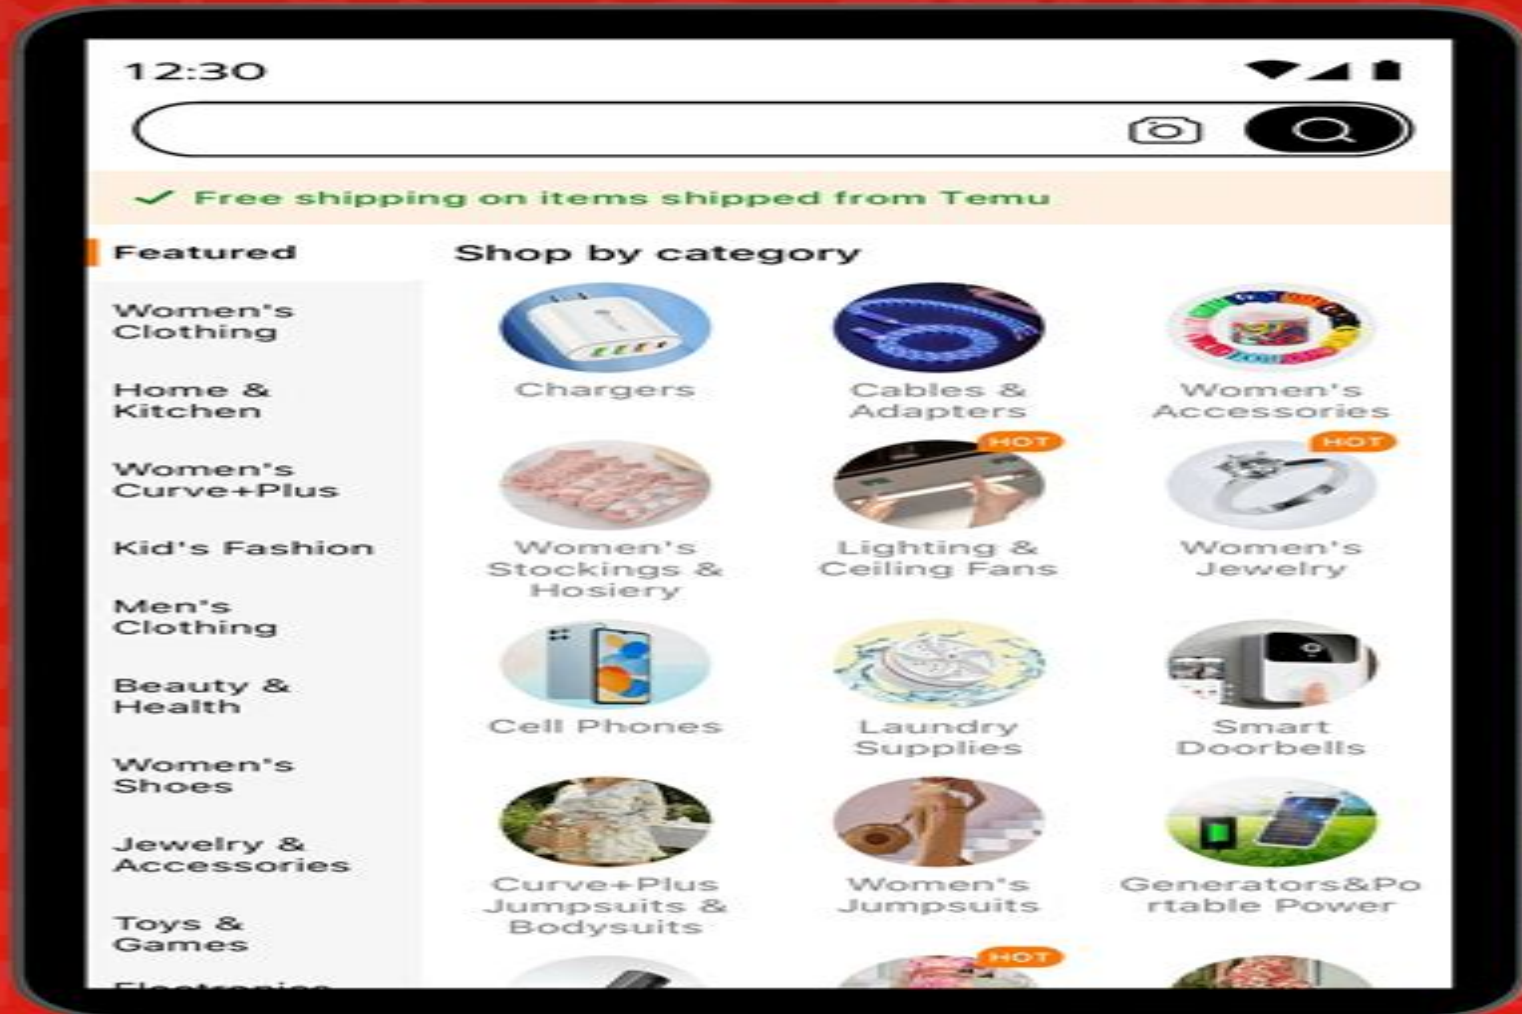 12:30
Free shipping on items shipped from Temu
Featured
Shop by category
Women's
Clothing
Home &
Kitchen
Women's
Curve+Plus
Kid's Fashion
Men's
Clothing
Beauty &
Health
Women's
Shoes
Jewelry &
Accessories
Toys &
Games
Electronics
Chargers
Cables &
Adapters
Women's
Accessories
Women's
Stockings &
Hosiery
HOT
Lighting &
Ceiling Fans
HOT
Women's
Jewelry
Cell Phones
Laundry
Supplies
Smart
Doorbells
Curve+Plus
Jumpsuits &
Bodysuits
Women's
Jumpsuits
Generators&Po
rtable Power
HOT